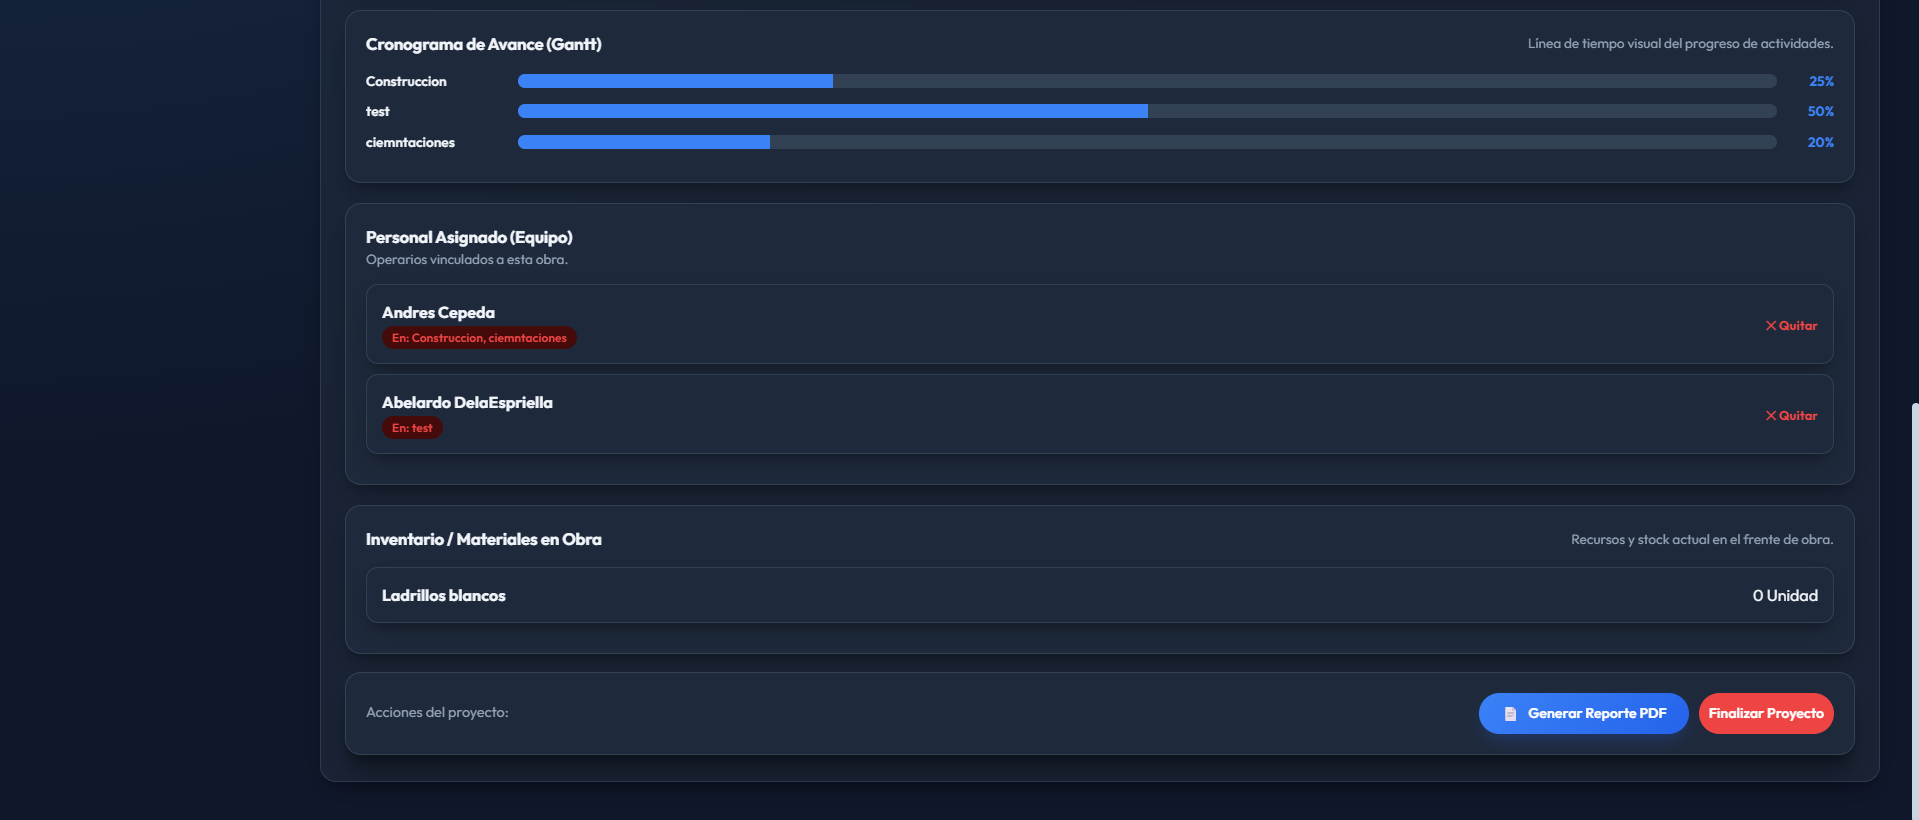 Cronograma de Avance (Gantt)
Línea de tiempo visual del progreso de actividades.
Construccion 25%
test 50%
ciemntaciones 20%
Personal Asignado (Equipo)
Operarios vinculados a esta obra.
Andres Cepeda
En: Construccion, ciemntaciones
Quitar
Abelardo DelaEspriella
En: test
Quitar
Inventario / Materiales en Obra
Recursos y stock actual en el frente de obra.
Ladrillos blancos 0 Unidad
Acciones del proyecto:
Generar Reporte PDF
Finalizar Proyecto